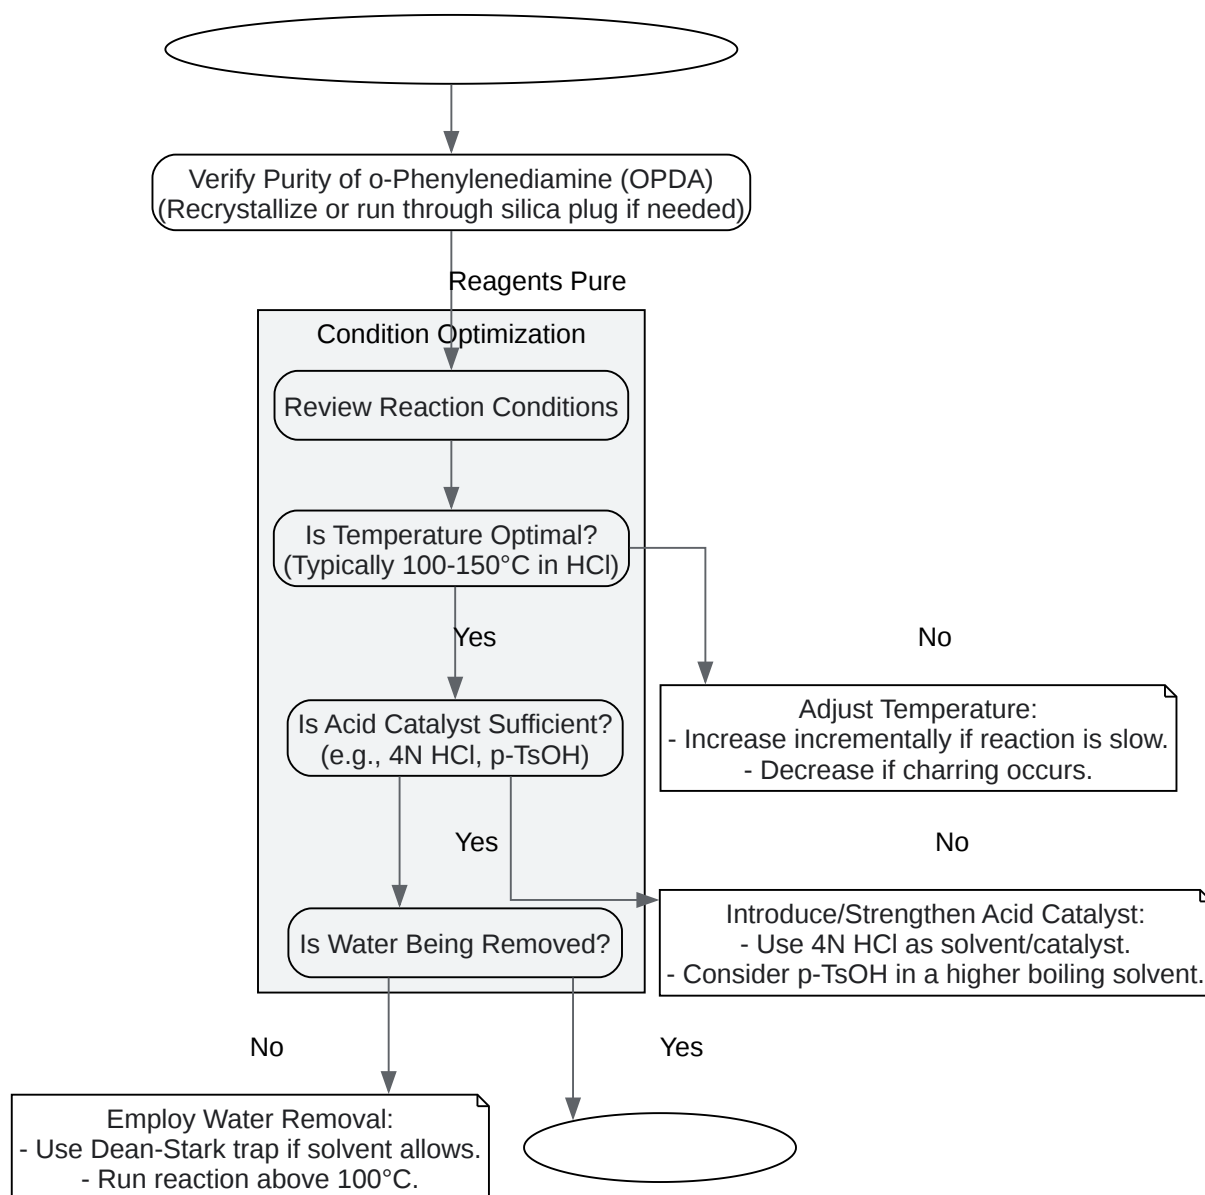 Verify Purity of o-Phenylenediamine (OPDA)
(Recrystallize or run through silica plug if needed)
Reagents Pure
Condition Optimization
Review Reaction Conditions
Is Temperature Optimal?
(Typically 100-150°C in HCl)
Yes
No
Adjust Temperature:
- Increase incrementally if reaction is slow.
- Decrease if charring occurs.
Is Acid Catalyst Sufficient?
(e.g., 4N HCl, p-TsOH)
Yes
No
Introduce/Strengthen Acid Catalyst:
- Use 4N HCl as solvent/catalyst.
- Consider p-TsOH in a higher boiling solvent.
Is Water Being Removed?
No
Yes
Employ Water Removal:
- Use Dean-Stark trap if solvent allows.
- Run reaction above 100°C.